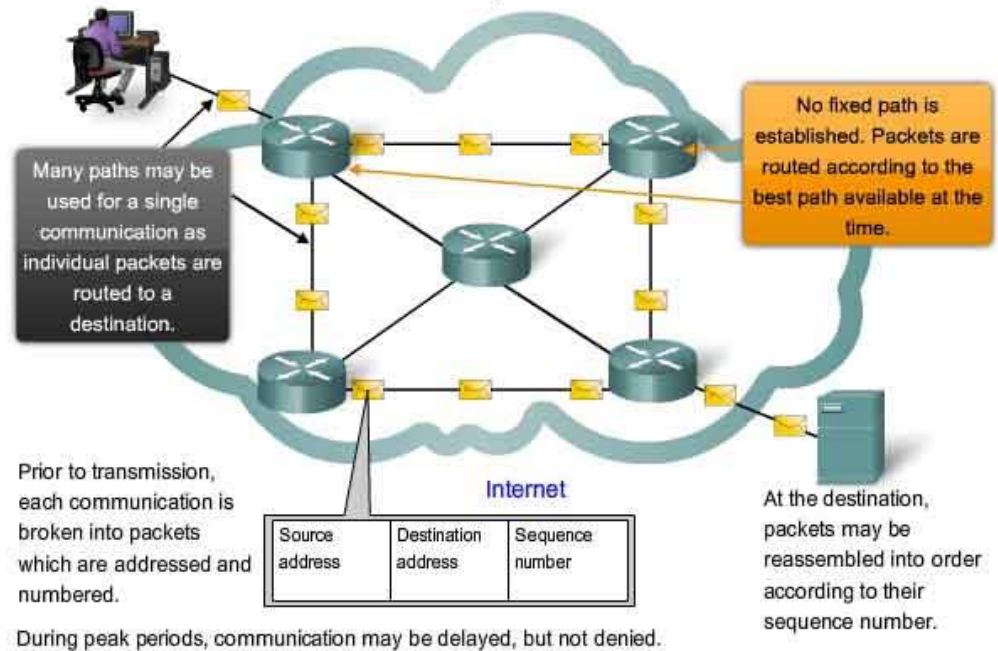 No fixed path is
established. Packets are
routed according to the
best path available at the
time.
Many paths may be
used for a single
communication as
individual packets are
routed to a
destination.
Prior to transmission,
each communication is
broken into packets
which are addressed and
numbered.
Internet
Source
address
Destination
address
Sequence
number
At the destination,
packets may be
reassembled into order
according to their
sequence number.
During peak periods, communication may be delayed, but not denied.